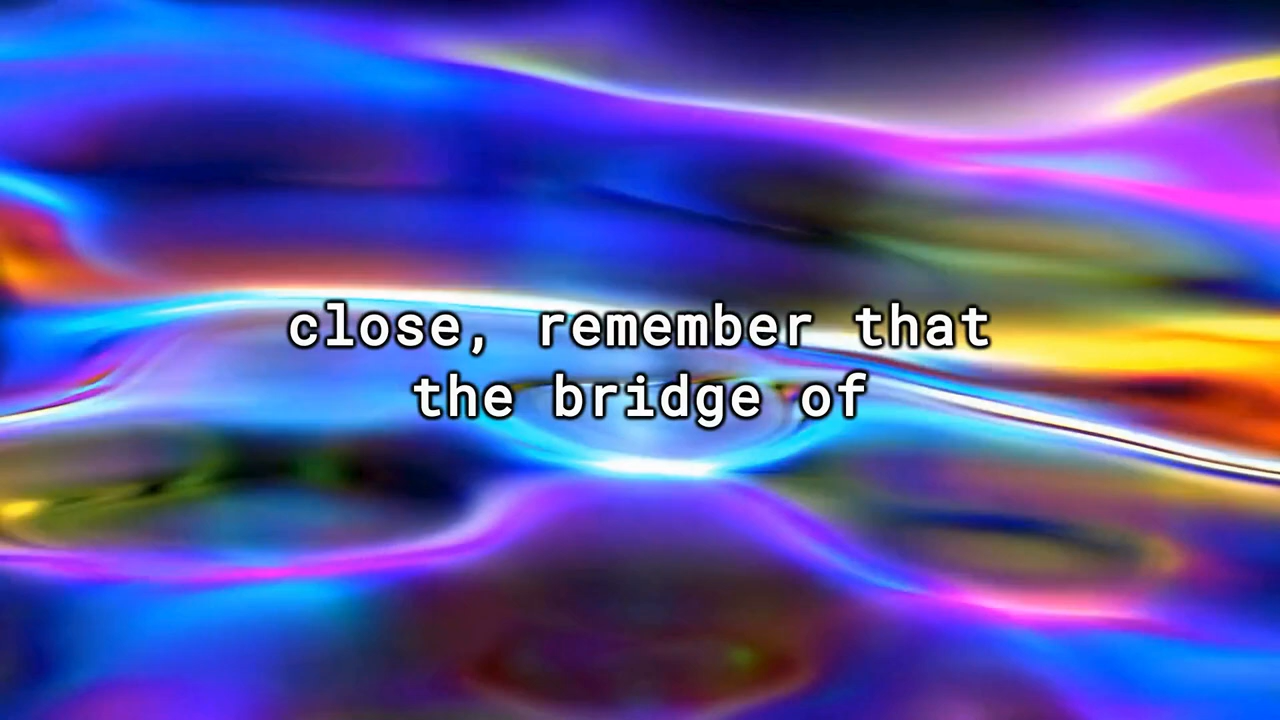 close, remember that
the bridge of